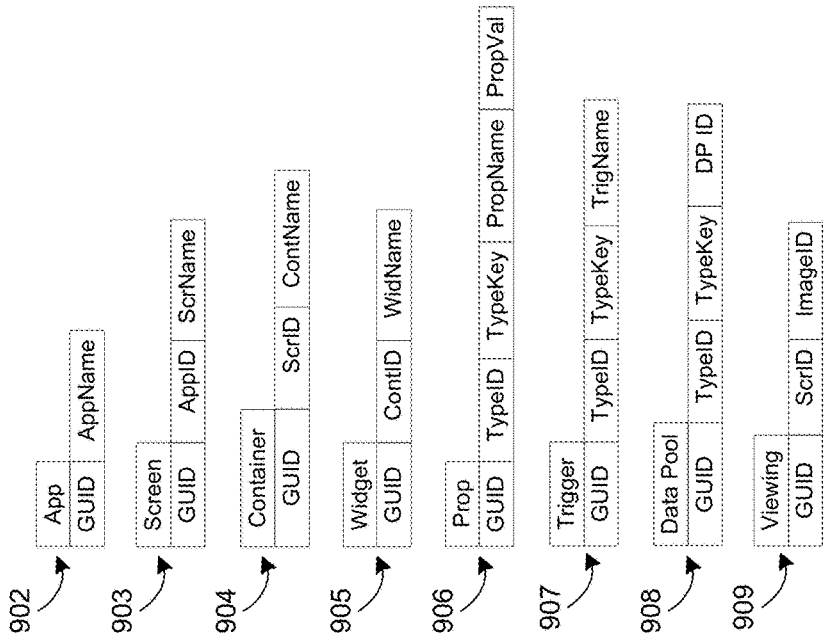 902
App
GUID AppName
903
Screen
GUID AppID ScrName
904
Container
GUID ScrID ContName
905
Widget
GUID ContID WidName
906
Prop
GUID TypeID TypeKey PropName PropVal
907
Trigger
GUID TypeID TypeKey TrigName
908
Data Pool
GUID TypeID TypeKey DP ID
909
Viewing
GUID ScrID ImageID